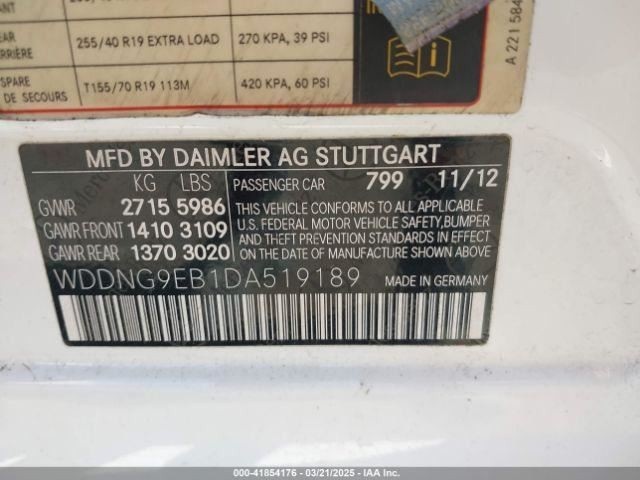 ANT
EAR
255/40 R19 EXTRA LOAD
270 KPA, 39 PSI
RRIÈRE
SPARE
T155/70 R19 113M
420 KPA, 60 PSI
DE SECOURS
A 221 584
MFD BY DAIMLER AG STUTTGART
KG LBS PASSENGER CAR 799 11/12
GVWR 2715 5986
GAWR FRONT 1410 3109
GAWR REAR 1370 3020
THIS VEHICLE CONFORMS TO ALL APPLICABLE
U.S. FEDERAL MOTOR VEHICLE SAFETY, BUMPER
AND THEFT PREVENTION STANDARDS IN EFFECT
ON THE DATE OF MANUFACTURE SHOWN ABOVE
WDDNG9EB1DA519189 MADE IN GERMANY
000-41854176 - 03/21/2025 - IAA Inc.